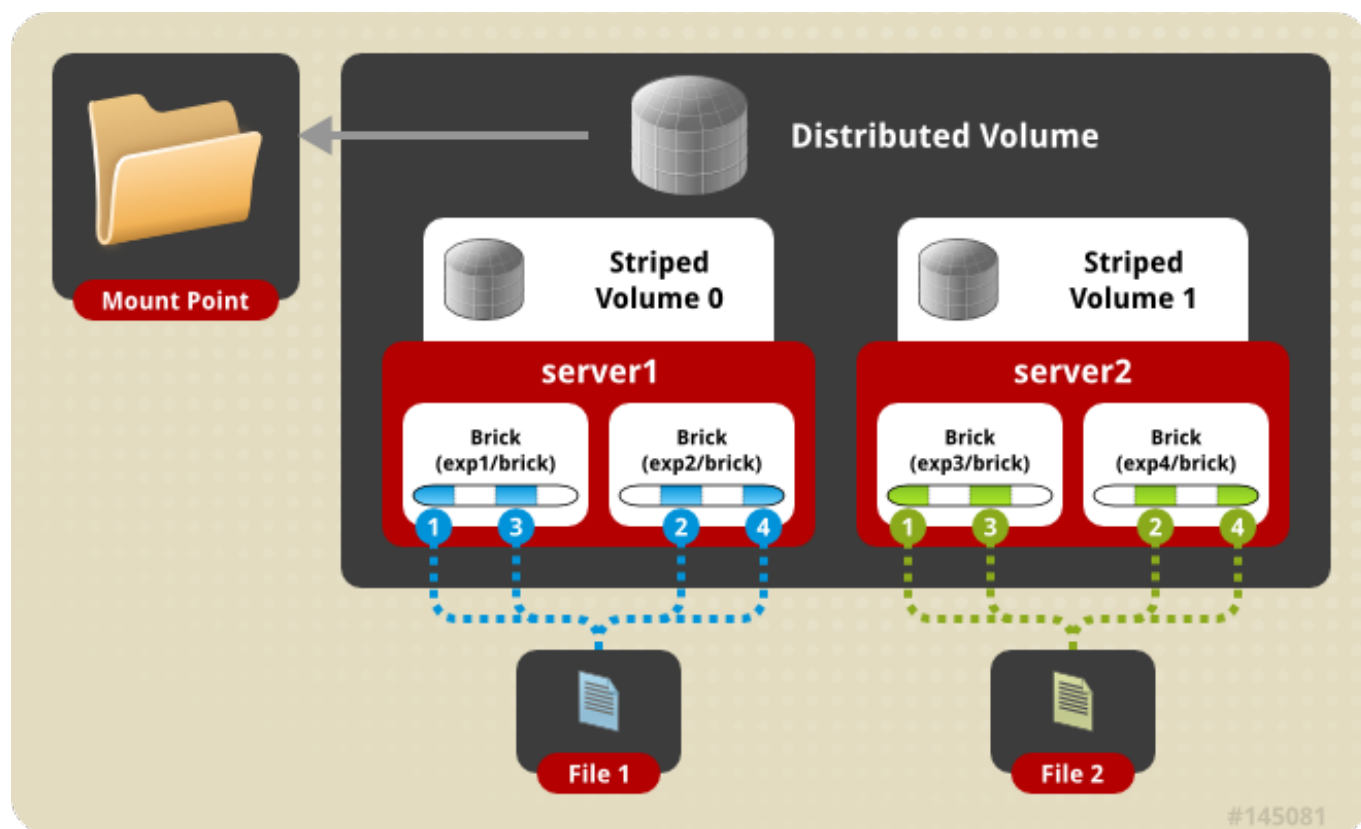 Distributed Volume
Mount Point
Striped
Volume 0
Striped
Volume 1
server1
server2
Brick
(exp1/brick)
Brick
(exp2/brick)
Brick
(exp3/brick)
Brick
(exp4/brick)
1
3
2
4
1
3
2
4
File 1
File 2
#145081